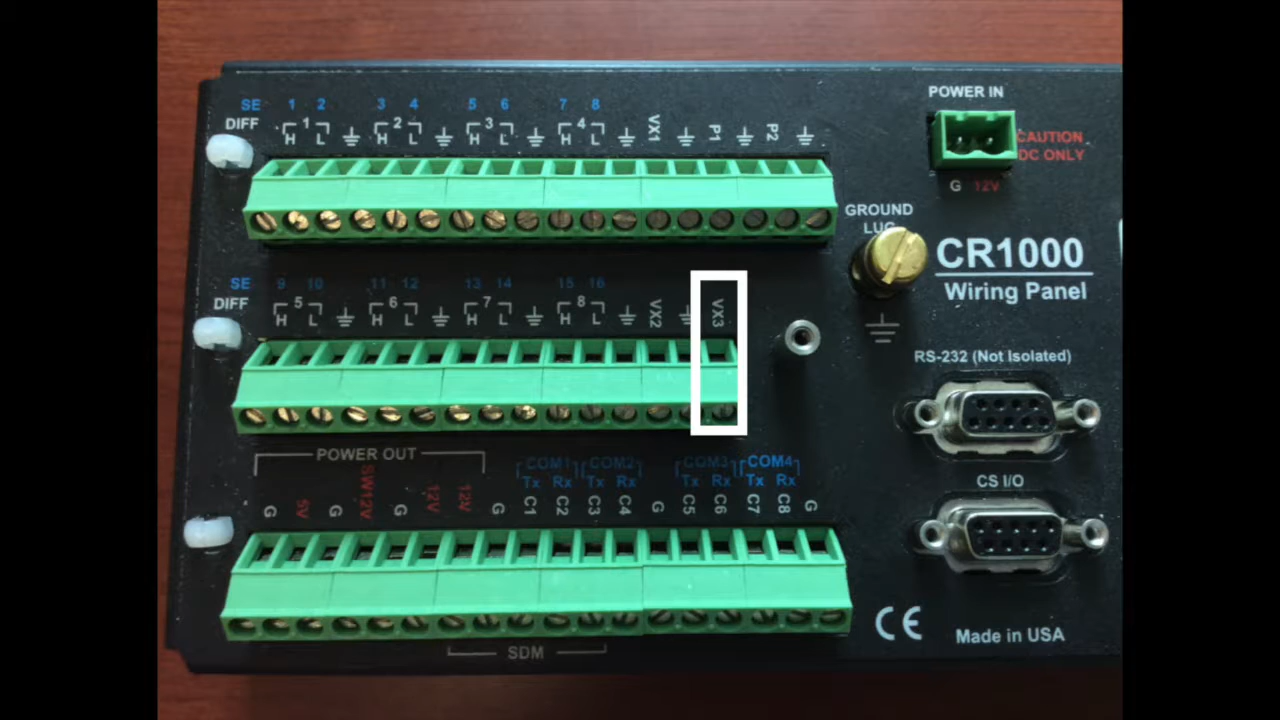 SE 1 2 3 4 5 6 7 8
DIFF 1 2 3 4 VX1 P1 P2
H L H L H L H L
POWER IN
CAUTION
DC ONLY
G 12V
GROUND
LUG
CR1000
Wiring Panel
SE 9 10 11 12 13 14 15 16
DIFF 5 6 7 8 VX2 VX3
H L H L H L H L
RS-232 (Not Isolated)
POWER OUT
COM1 COM2 COM3 COM4
Tx Rx Tx Rx Tx Rx Tx Rx
G 5V G SW12V G 12V 12V G C1 C2 C3 C4 G C5 C6 C7 C8 G
CS I/O
SDM
CE
Made in USA